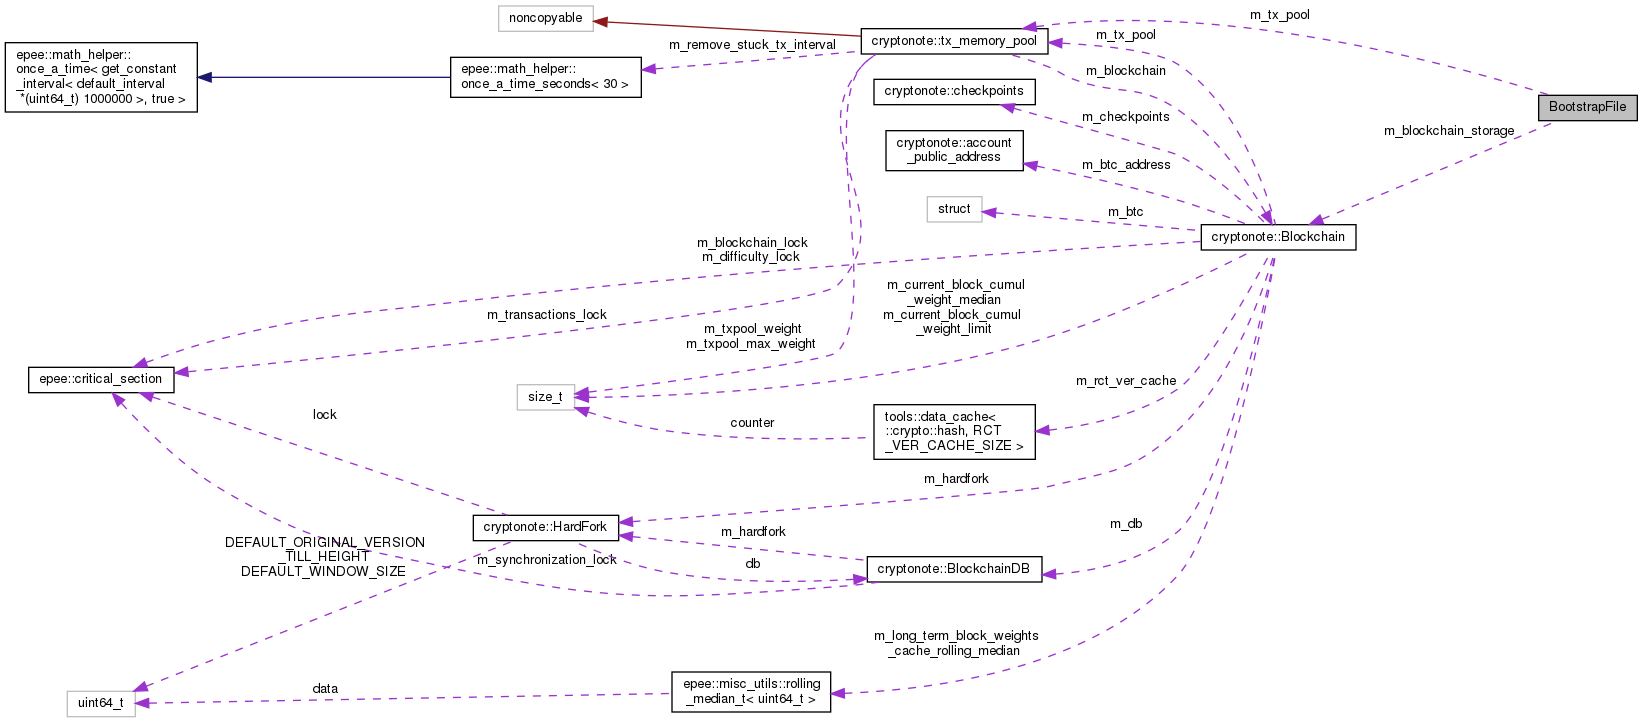 noncopyable
m_tx_pool
cryptonote::tx_memory_pool
m_tx_pool
m_remove_stuck_tx_interval
epee::math_helper::
once_a_time< get_constant
_interval< default_interval
*(uint64_t) 1000000 >, true >
epee::math_helper::
once_a_time_seconds< 30 >
m_blockchain
cryptonote::checkpoints
BootstrapFile
m_checkpoints
m_blockchain_storage
cryptonote::account
_public_address
m_btc_address
struct
m_btc
cryptonote::Blockchain
m_blockchain_lock
m_difficulty_lock
m_current_block_cumul
_weight_median
m_current_block_cumul
_weight_limit
m_transactions_lock
m_txpool_weight
m_txpool_max_weight
epee::critical_section
size_t
m_rct_ver_cache
lock
counter
tools::data_cache<
::crypto::hash, RCT
_VER_CACHE_SIZE >
m_hardfork
cryptonote::HardFork
m_hardfork
m_db
DEFAULT_ORIGINAL_VERSION
_TILL_HEIGHT
DEFAULT_WINDOW_SIZE
m_synchronization_lock
db
cryptonote::BlockchainDB
m_long_term_block_weights
_cache_rolling_median
uint64_t
data
epee::misc_utils::rolling
_median_t< uint64_t >